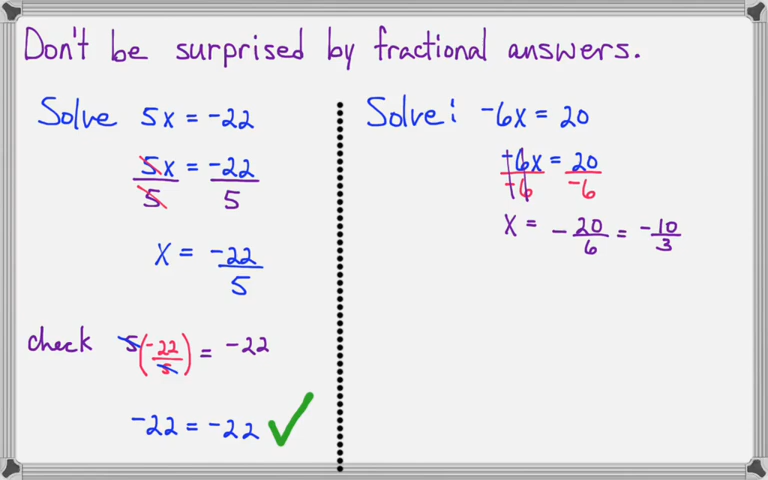 Don't be surprised by fractional answers.
Solve 5x = -22
5x/5 = -22/5
x = -22/5
check 5(-22/5) = -22
-22 = -22 ✓
Solve: -6x = 20
-6x/-6 = 20/-6
x = -20/6 = -10/3